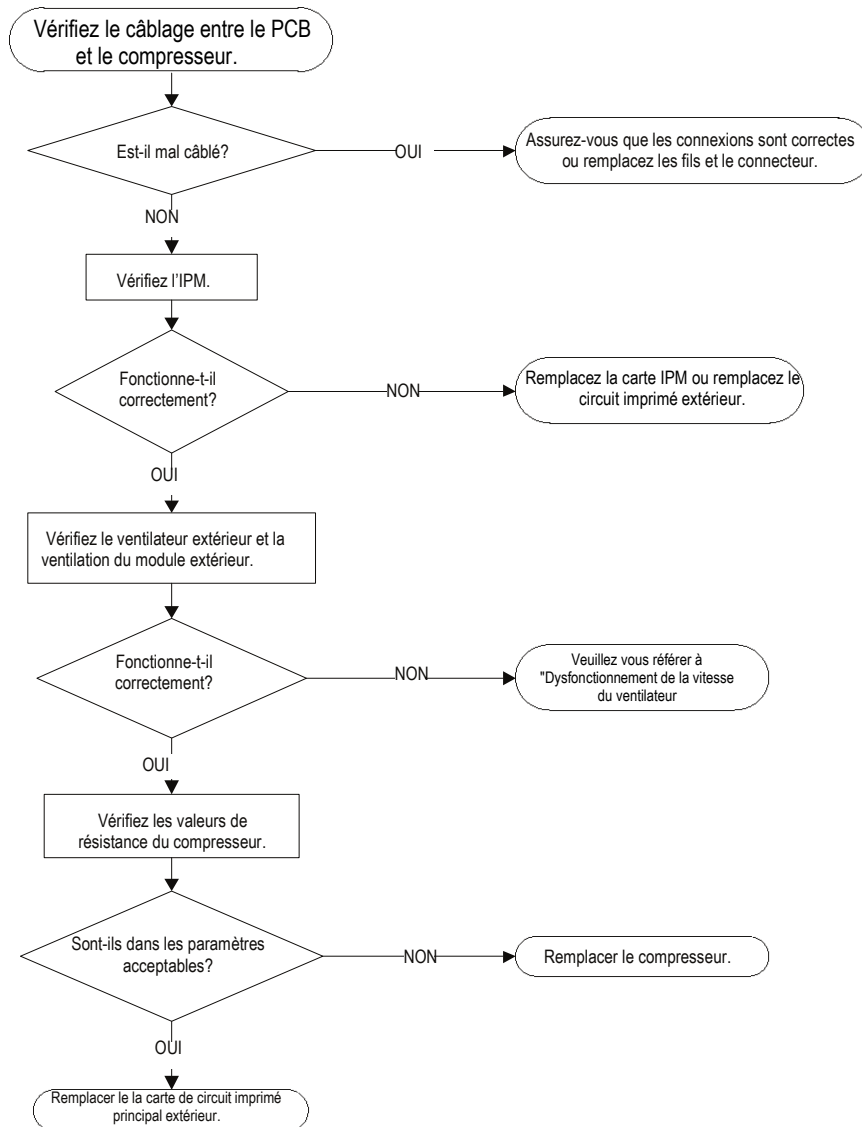 Vérifiez le câblage entre le PCB
et le compresseur.
Est-il mal câblé?
OUI
Assurez-vous que les connexions sont correctes
ou remplacez les fils et le connecteur.
NON
Vérifiez l'IPM.
Fonctionne-t-il
correctement?
NON
Remplacez la carte IPM ou remplacez le
circuit imprimé extérieur.
OUI
Vérifiez le ventilateur extérieur et la
ventilation du module extérieur.
Fonctionne-t-il
correctement?
NON
Veuillez vous référer à
"Dysfonctionnement de la vitesse
du ventilateur
OUI
Vérifiez les valeurs de
résistance du compresseur.
Sont-ils dans les paramètres
acceptables?
NON
Remplacer le compresseur.
OUI
Remplacer le la carte de circuit imprimé
principal extérieur.